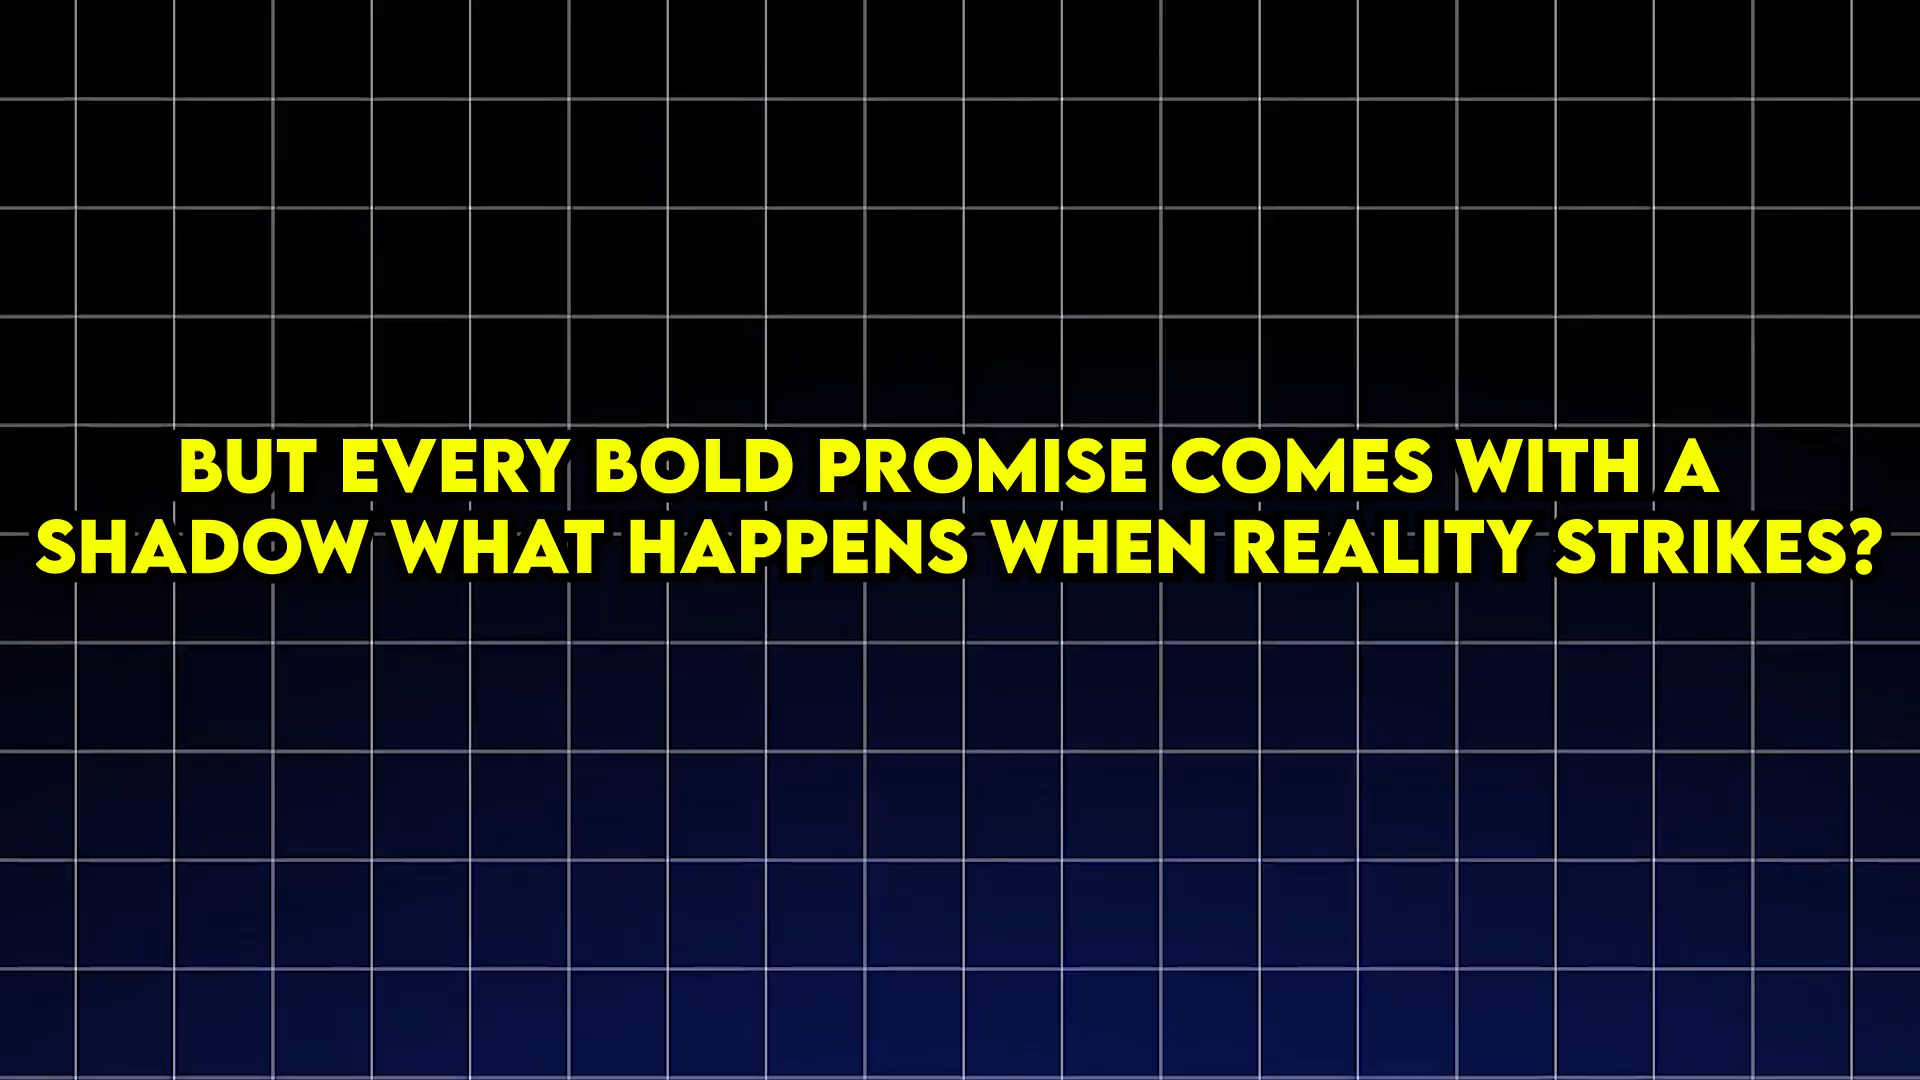 BUT EVERY BOLD PROMISE COMES WITH A
SHADOW WHAT HAPPENS WHEN REALITY STRIKES?